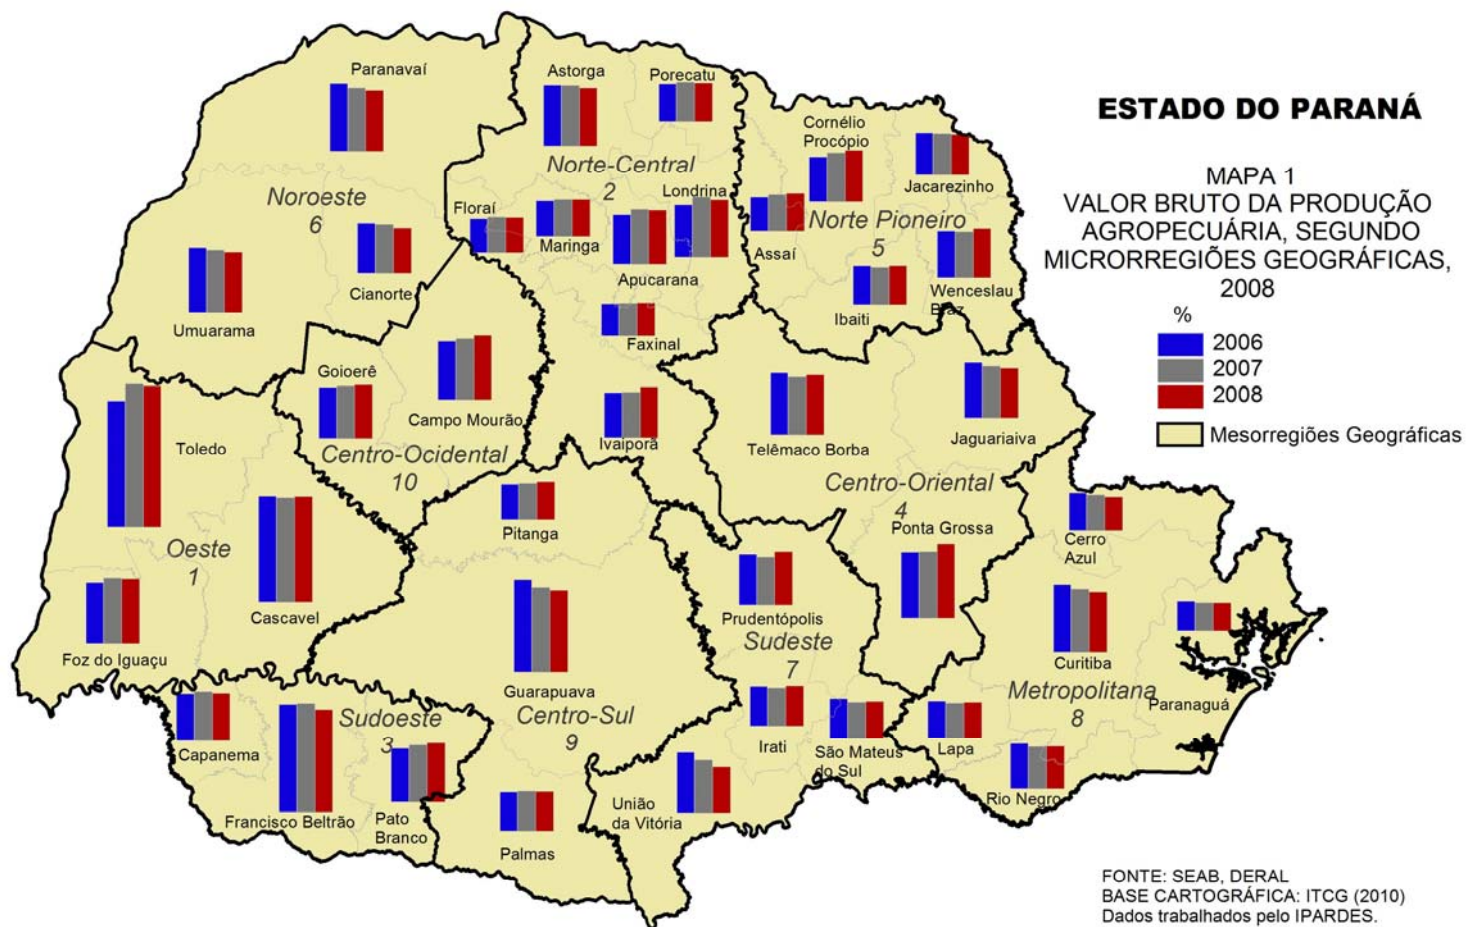 ESTADO DO PARANÁ
MAPA 1
VALOR BRUTO DA PRODUÇÃO
AGROPECUÁRIA, SEGUNDO
MICRORREGIÕES GEOGRÁFICAS,
2008
%
2006
2007
2008
Mesorregiões Geográficas
Paranavaí
Noroeste
6
Cianorte
Umuarama
Astorga
Porecatu
Norte-Central
2
Londrina
Floraí
Maringa
Apucarana
Faxinal
Ivaiporã
Cornélio
Procópio
Jacarezinho
Norte Pioneiro
5
Assaí
Ibaiti
Wenceslau
Braz
Goioerê
Campo Mourão
Centro-Ocidental
10
Toledo
Oeste
1
Cascavel
Foz do Iguaçu
Telêmaco Borba
Jaguariaiva
Centro-Oriental
4
Ponta Grossa
Pitanga
Guarapuava
Centro-Sul
9
Palmas
Prudentópolis
Sudeste
7
Irati
São Mateus
do Sul
União
da Vitória
Cerro
Azul
Curitiba
Metropolitana
8
Paranaguá
Lapa
Rio Negro
Capanema
Sudoeste
3
Francisco Beltrão
Pato
Branco
FONTE: SEAB, DERAL
BASE CARTOGRÁFICA: ITCG (2010)
Dados trabalhados pelo IPARDES.